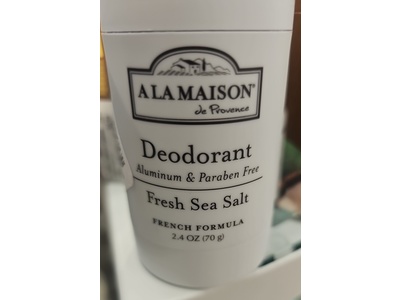 A LA MAISON®
de Provence
Deodorant
Aluminum & Paraben Free
Fresh Sea Salt
FRENCH FORMULA
2.4 OZ (70 g)